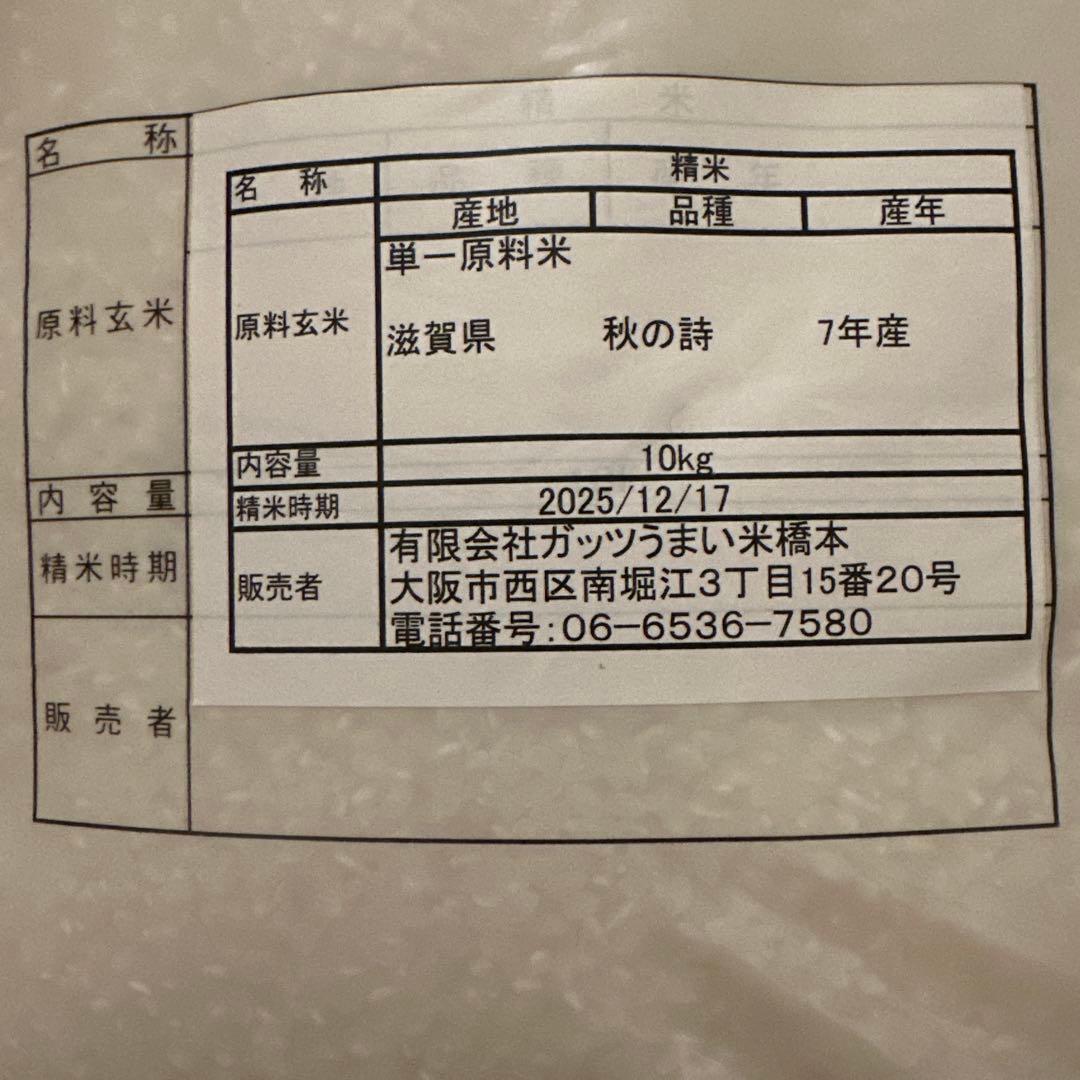 名称
原料玄米
内容量
精米時期
販売者
精米
名称 精米
産地 品種 産年
単一原料米
原料玄米 滋賀県 秋の詩 7年産
内容量 10kg
精米時期 2025/12/17
販売者 有限会社ガッツうまい米橋本
大阪市西区南堀江3丁目15番20号
電話番号:06-6536-7580